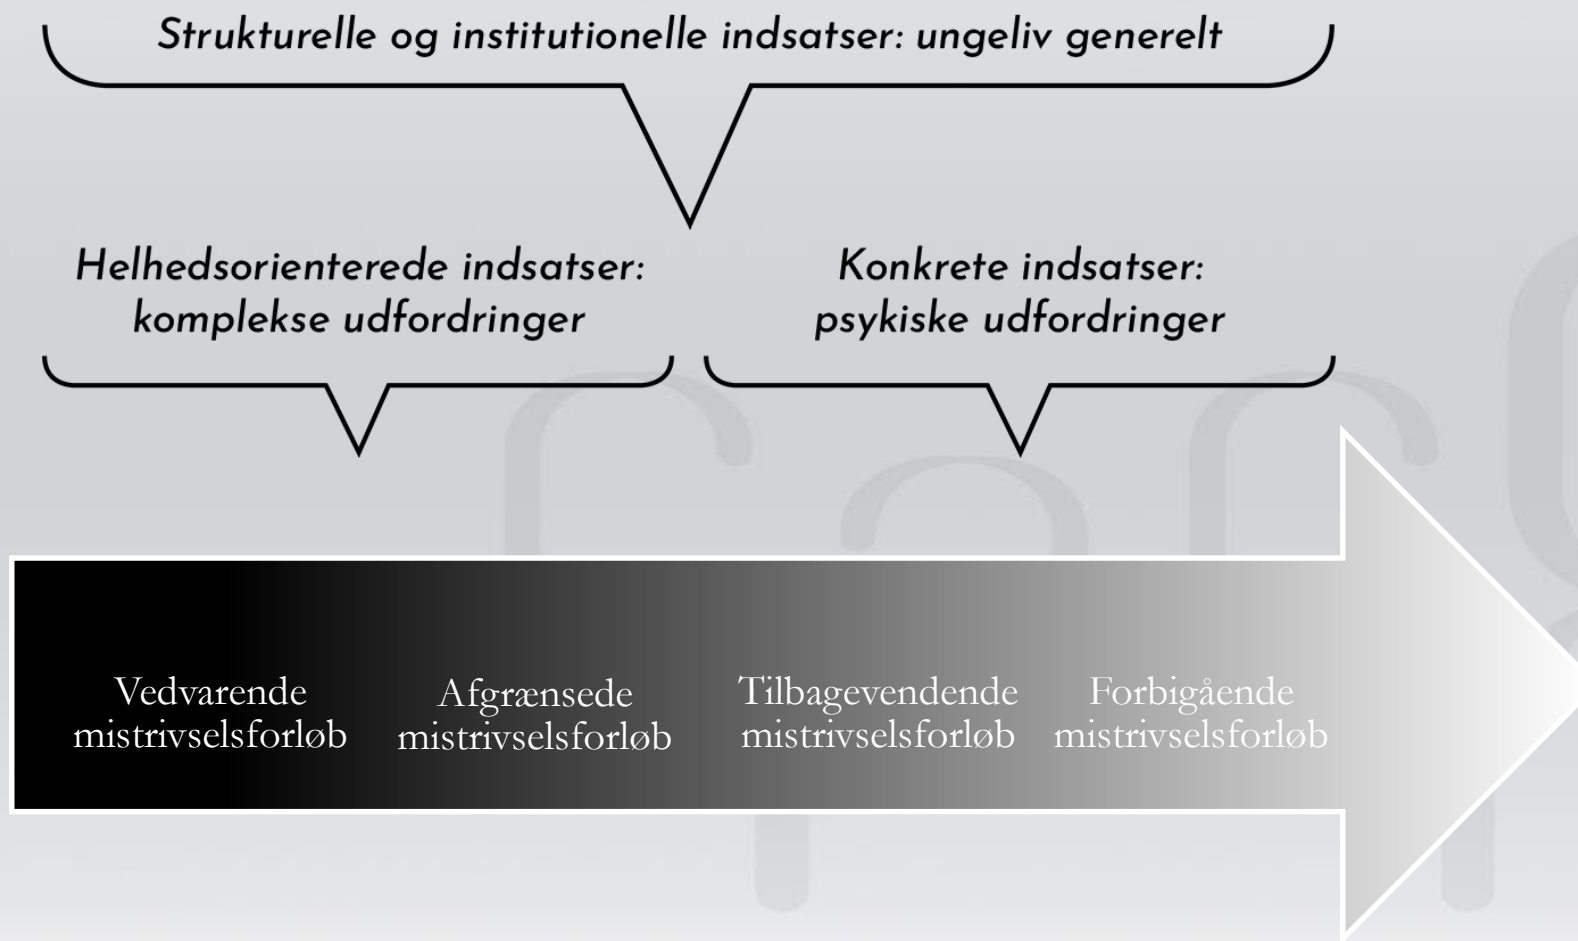 Strukturelle og institutionelle indsatser: ungeliv generelt
Helhedsorienterede indsatser:
komplekse udfordringer
Konkrete indsatser:
psykiske udfordringer
Vedvarende
mistrivselsforløb
Afgrænsede
mistrivselsforløb
Tilbagevendende
mistrivselsforløb
Forbigående
mistrivselsforløb